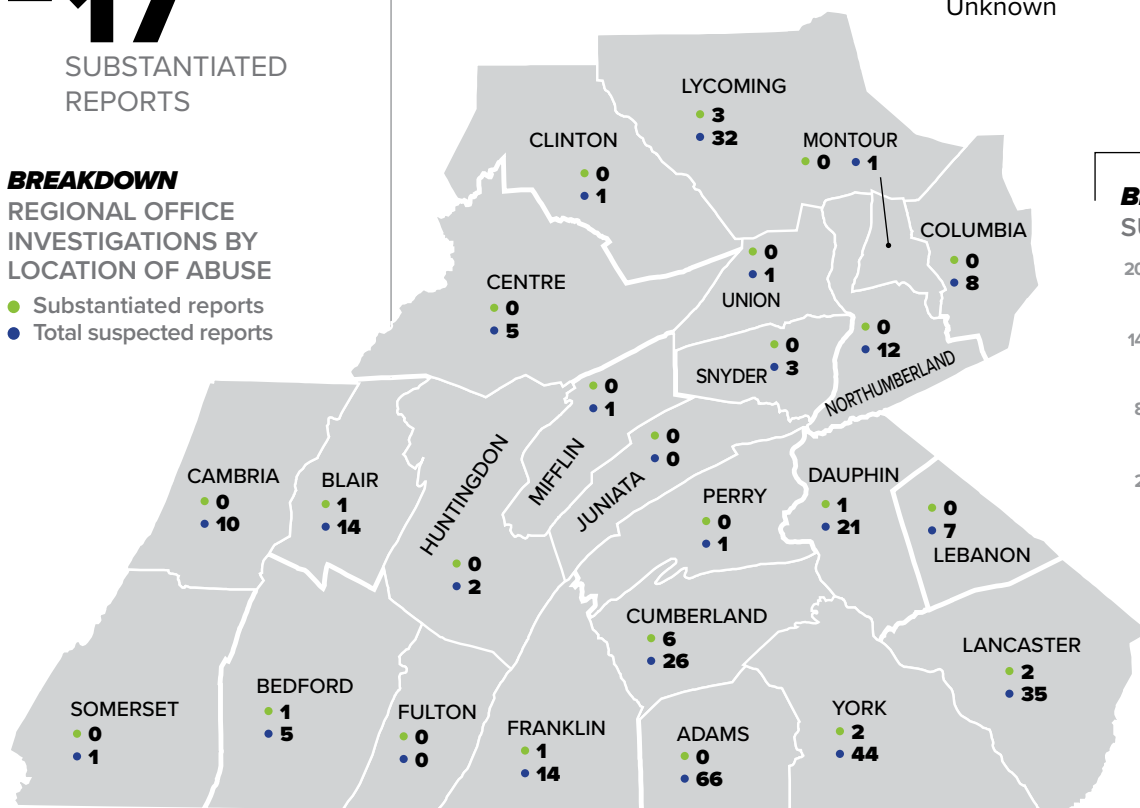 17
SUBSTANTIATED
REPORTS
BREAKDOWN
REGIONAL OFFICE
INVESTIGATIONS BY
LOCATION OF ABUSE
Substantiated reports
Total suspected reports
Unknown
LYCOMING
3
32
CLINTON
0
1
MONTOUR
0 1
COLUMBIA
0
8
CENTRE
0
5
0
1
UNION
0
3
SNYDER
0
12
NORTHUMBERLAND
0
1
MIFFLIN
0
0
JUNIATA
CAMBRIA
0
10
BLAIR
1
14
HUNTINGDON
0
2
PERRY
0
1
DAUPHIN
1
21
0
7
LEBANON
CUMBERLAND
6
26
LANCASTER
2
35
SOMERSET
0
1
BEDFORD
1
5
FULTON
0
0
FRANKLIN
1
14
ADAMS
0
66
YORK
2
44